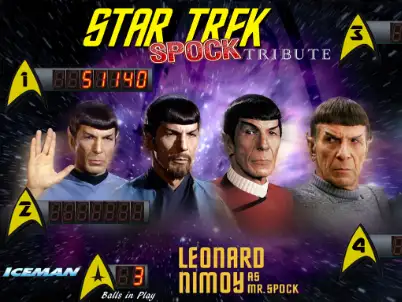 STAR TREK
SPOCK TRIBUTE
1
51140
2
3
4
ICEMAN
3
Balls in Play
LEONARD
NIMOY AS
MR. SPOCK